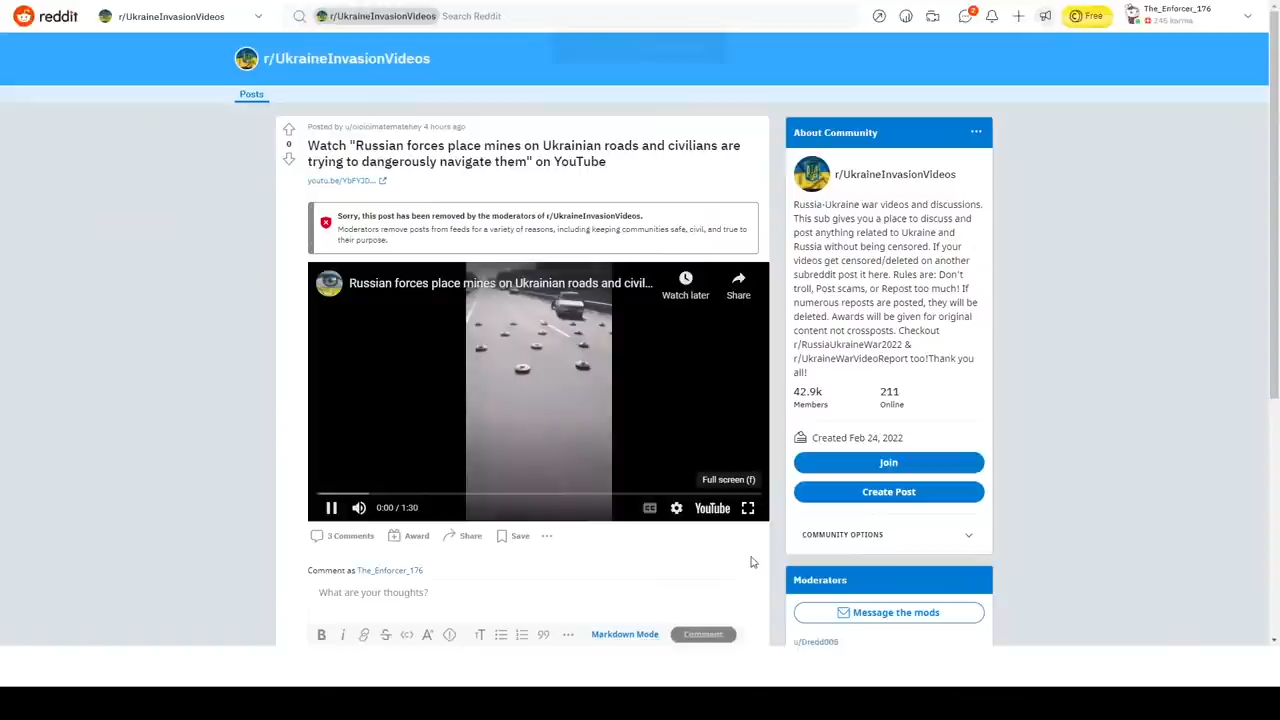 reddit
r/UkraineInvasionVideos
r/UkraineInvasionVideos
Search Reddit
2
Free
The_Enforcer_176
246 karma
r/UkraineInvasionVideos
Posts
4 hours ago
0
Watch "Russian forces place mines on Ukrainian roads and civilians are
trying to dangerously navigate them" on YouTube
Sorry, this post has been removed by the moderators of r/UkraineInvasionVideos.
Moderators remove posts from feeds for a variety of reasons, including keeping communities safe, civil, and true to
their purpose.
Russian forces place mines on Ukrainian roads and civil...
Watch later
Share
Full screen (f)
0:00 / 1:30
YouTube
3 Comments
Award
Share
Save
Comment as The_Enforcer_176
What are your thoughts?
Markdown Mode
Comment
About Community
r/UkraineInvasionVideos
Russia-Ukraine war videos and discussions.
This sub gives you a place to discuss and
post anything related to Ukraine and
Russia without being censored. If your
videos get censored/deleted on another
subreddit post it here. Rules are: Don't
troll, Post scams, or Repost too much! If
numerous reposts are posted, they will be
deleted. Awards will be given for original
content not crossposts. Checkout
r/RussiaUkraineWar2022 &
r/UkraineWarVideoReport too!Thank you
all!
42.9k
Members
211
Online
Created Feb 24, 2022
Join
Create Post
COMMUNITY OPTIONS
Moderators
Message the mods